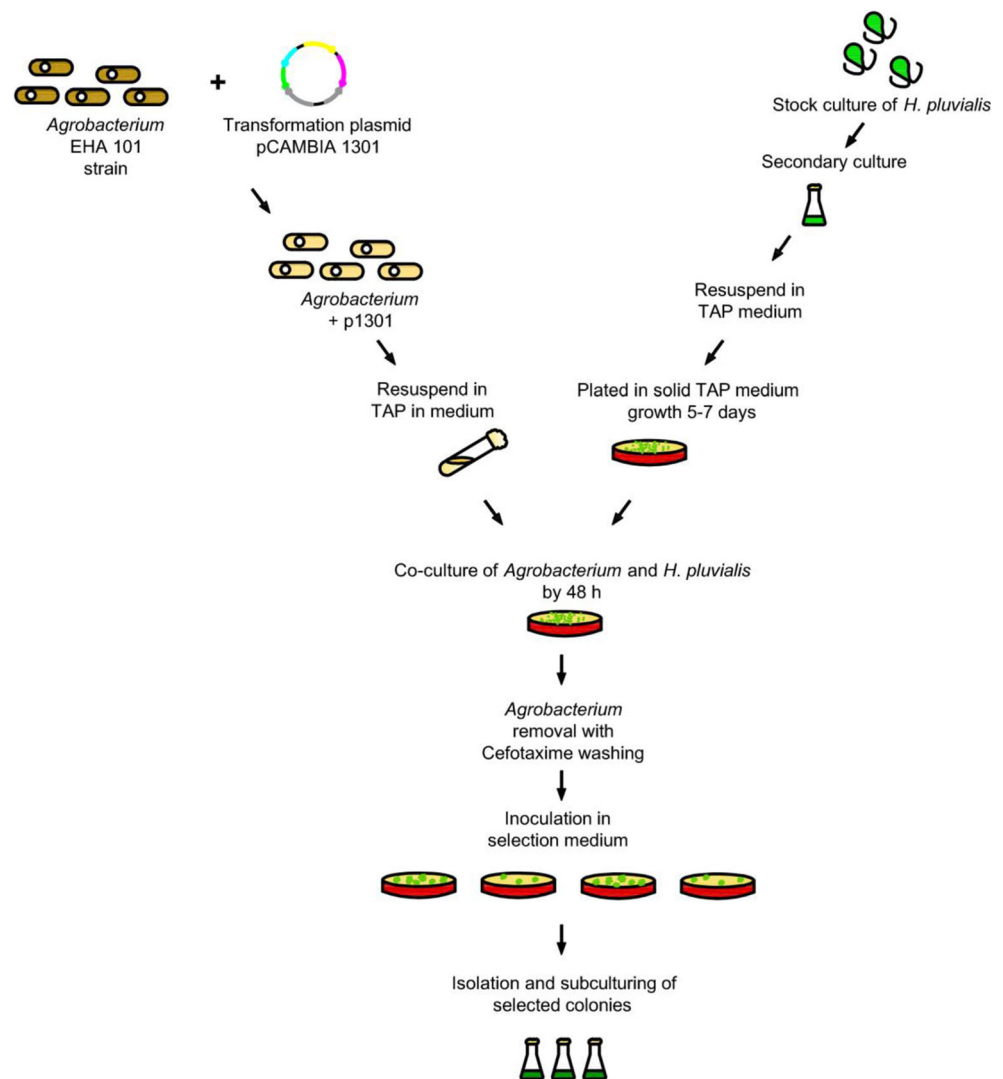 Agrobacterium
EHA 101
strain
+
Transformation plasmid
pCAMBIA 1301
Stock culture of H. pluvialis
Secondary culture
Resuspend in
TAP medium
Agrobacterium
+ p1301
Resuspend in
TAP in medium
Plated in solid TAP medium
growth 5-7 days
Co-culture of Agrobacterium and H. pluvialis
by 48 h
Agrobacterium
removal with
Cefotaxime washing
Inoculation in
selection medium
Isolation and subculturing of
selected colonies